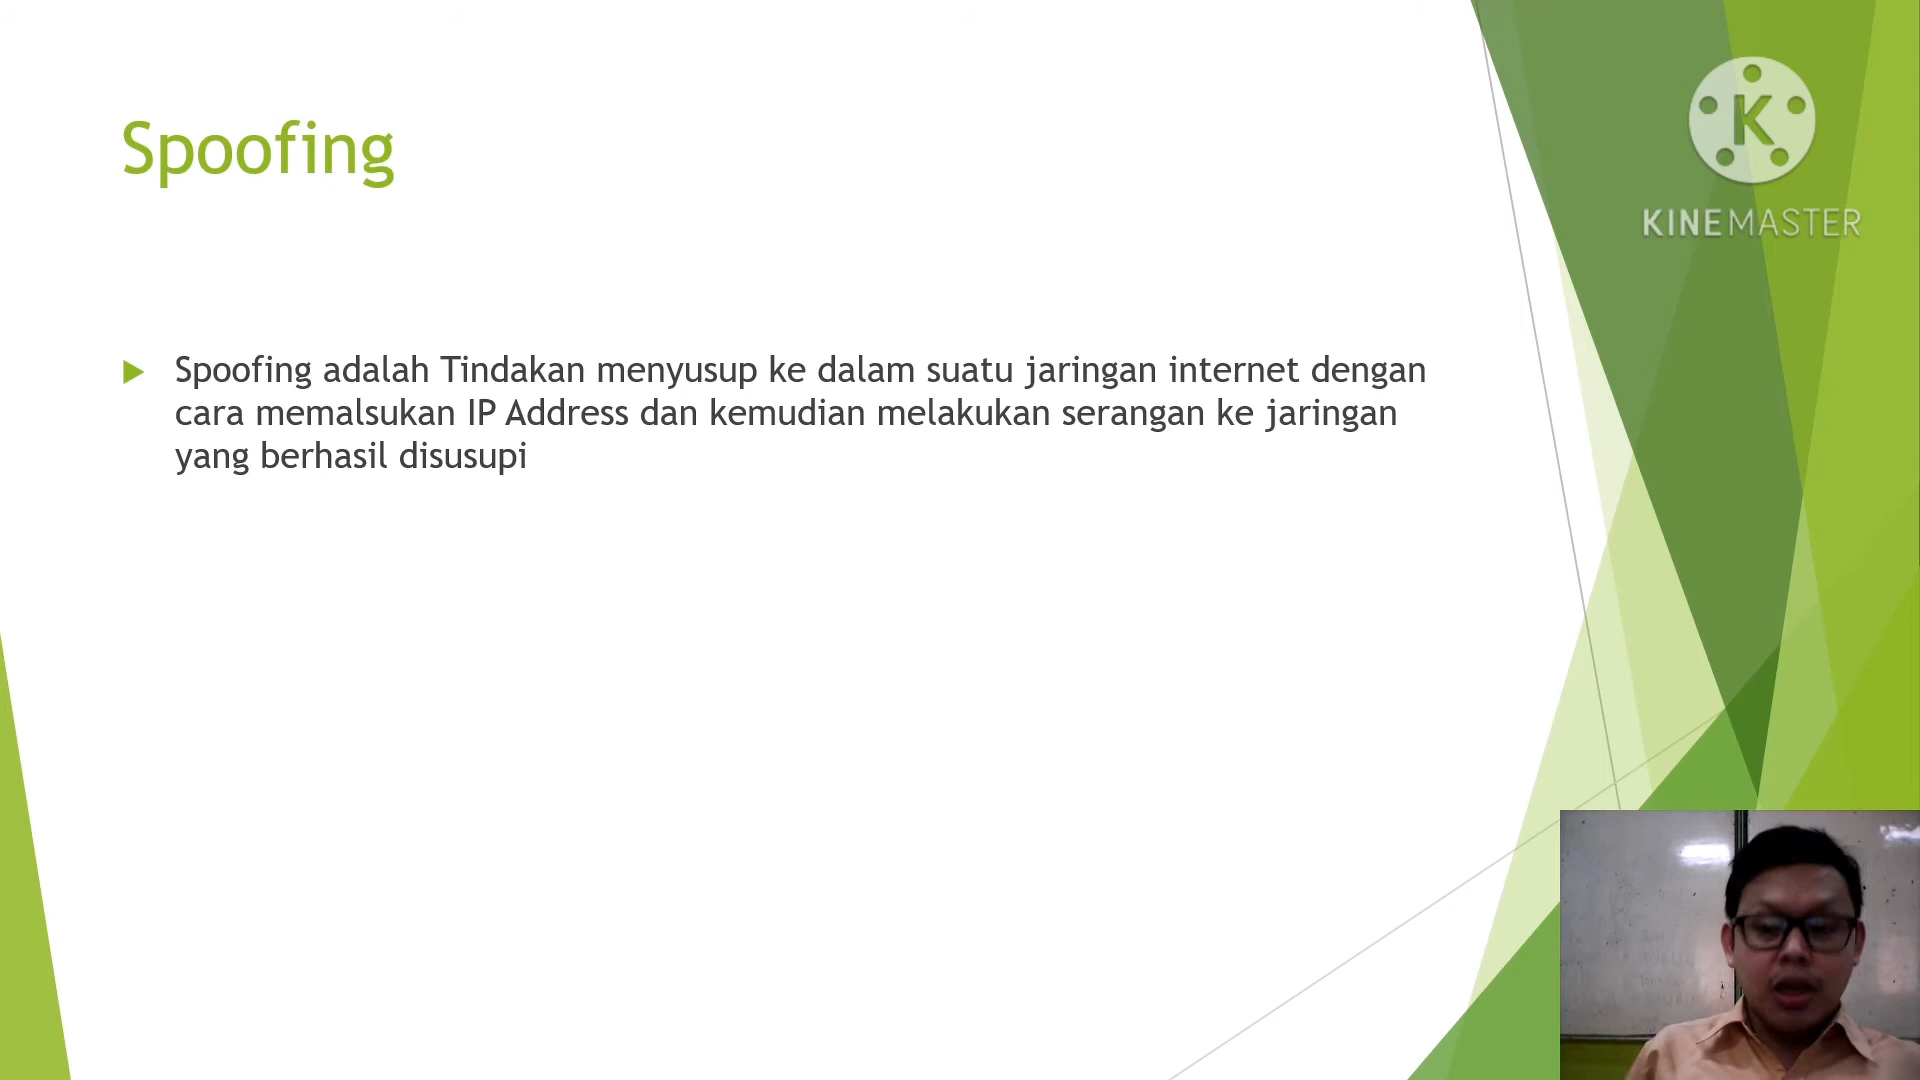 Spoofing
Spoofing adalah Tindakan menyusup ke dalam suatu jaringan internet dengan
cara memalsukan IP Address dan kemudian melakukan serangan ke jaringan
yang berhasil disusupi
K
KINEMASTER